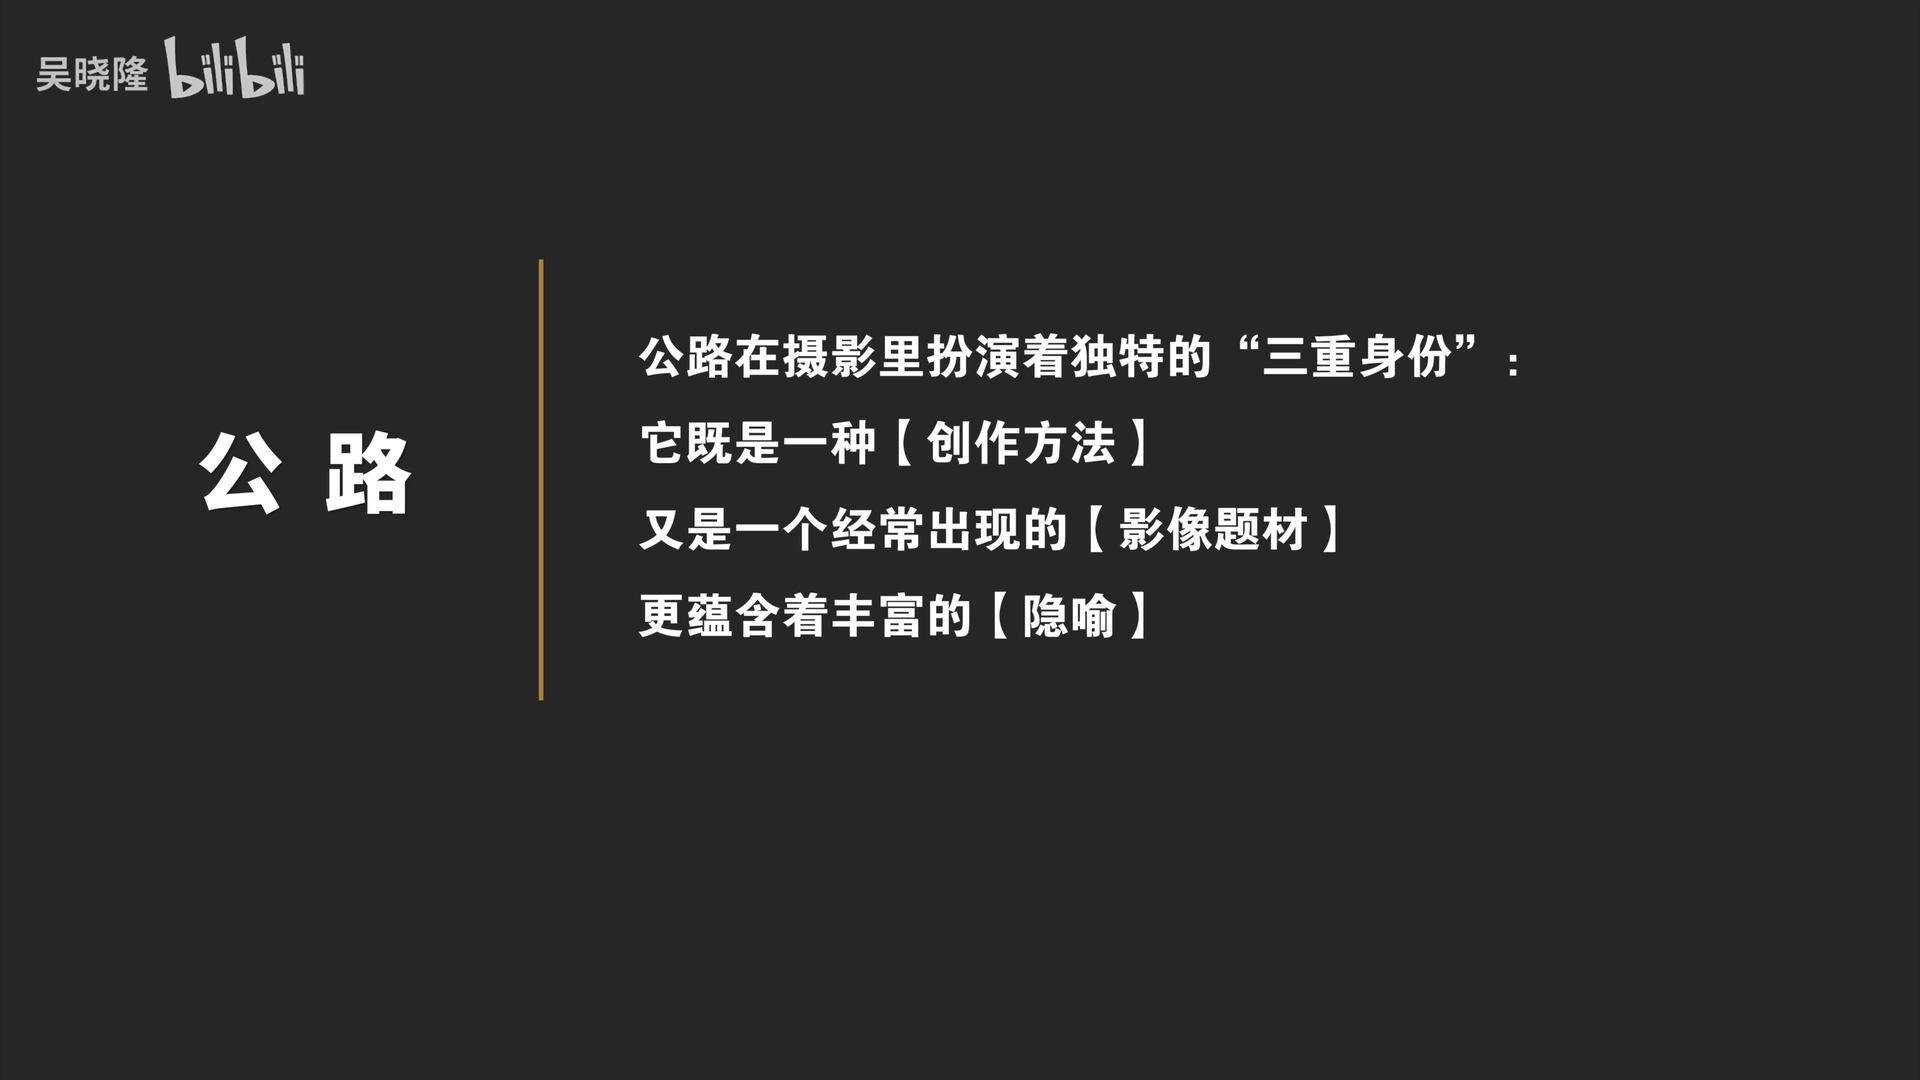 吴晓隆 bilibili
公路
公路在摄影里扮演着独特的“三重身份”：
它既是一种【创作方法】
又是一个经常出现的【影像题材】
更蕴含着丰富的【隐喻】